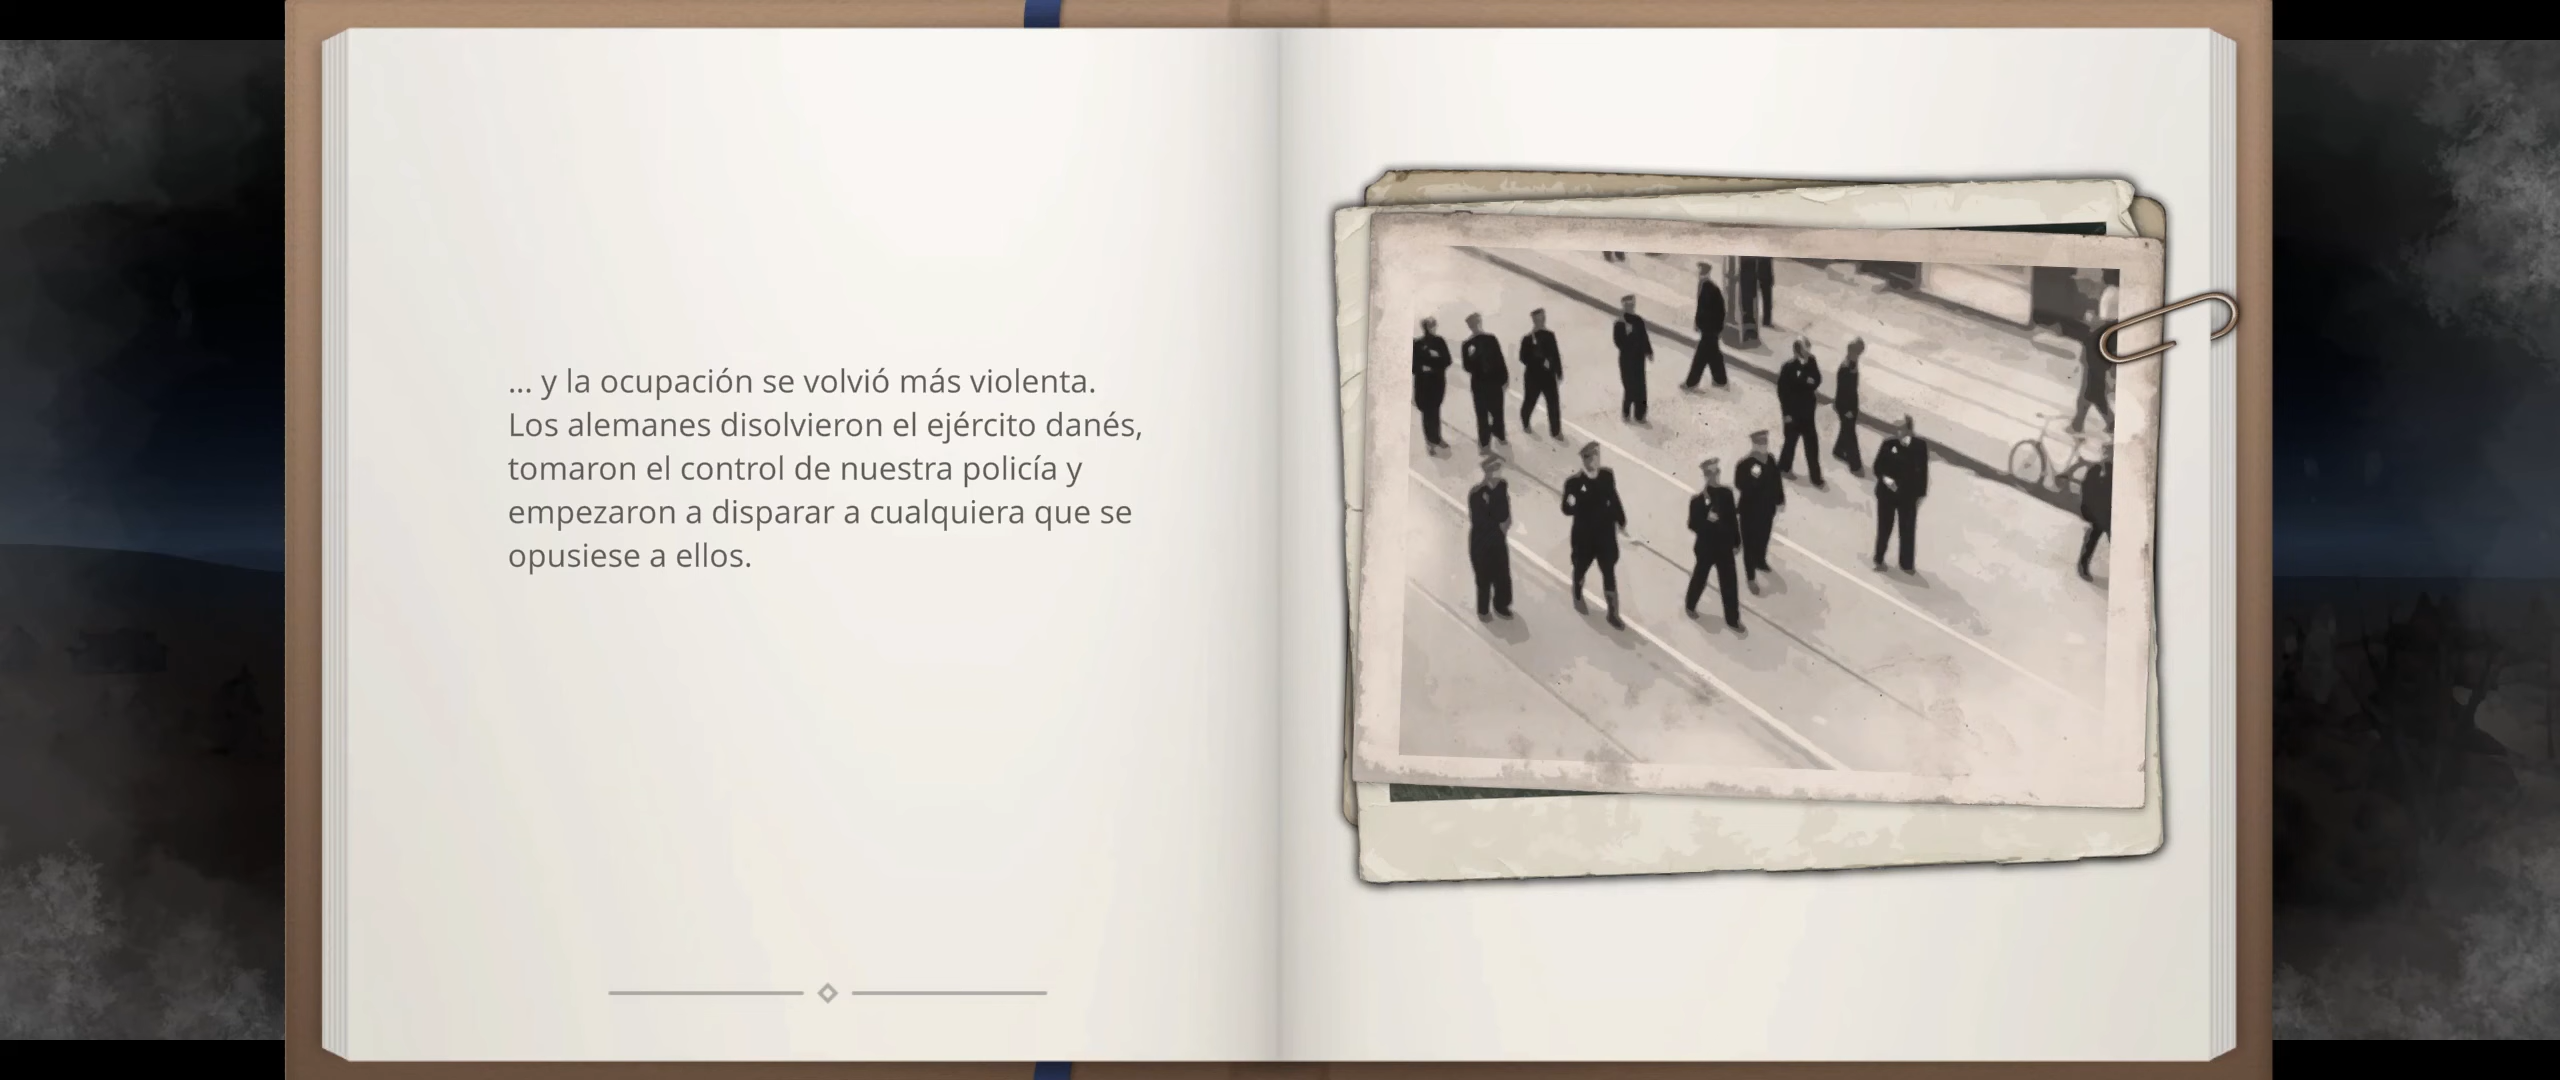 ... y la ocupación se volvió más violenta.
Los alemanes disolvieron el ejército danés,
tomaron el control de nuestra policía y
empezaron a disparar a cualquiera que se
opusiese a ellos.